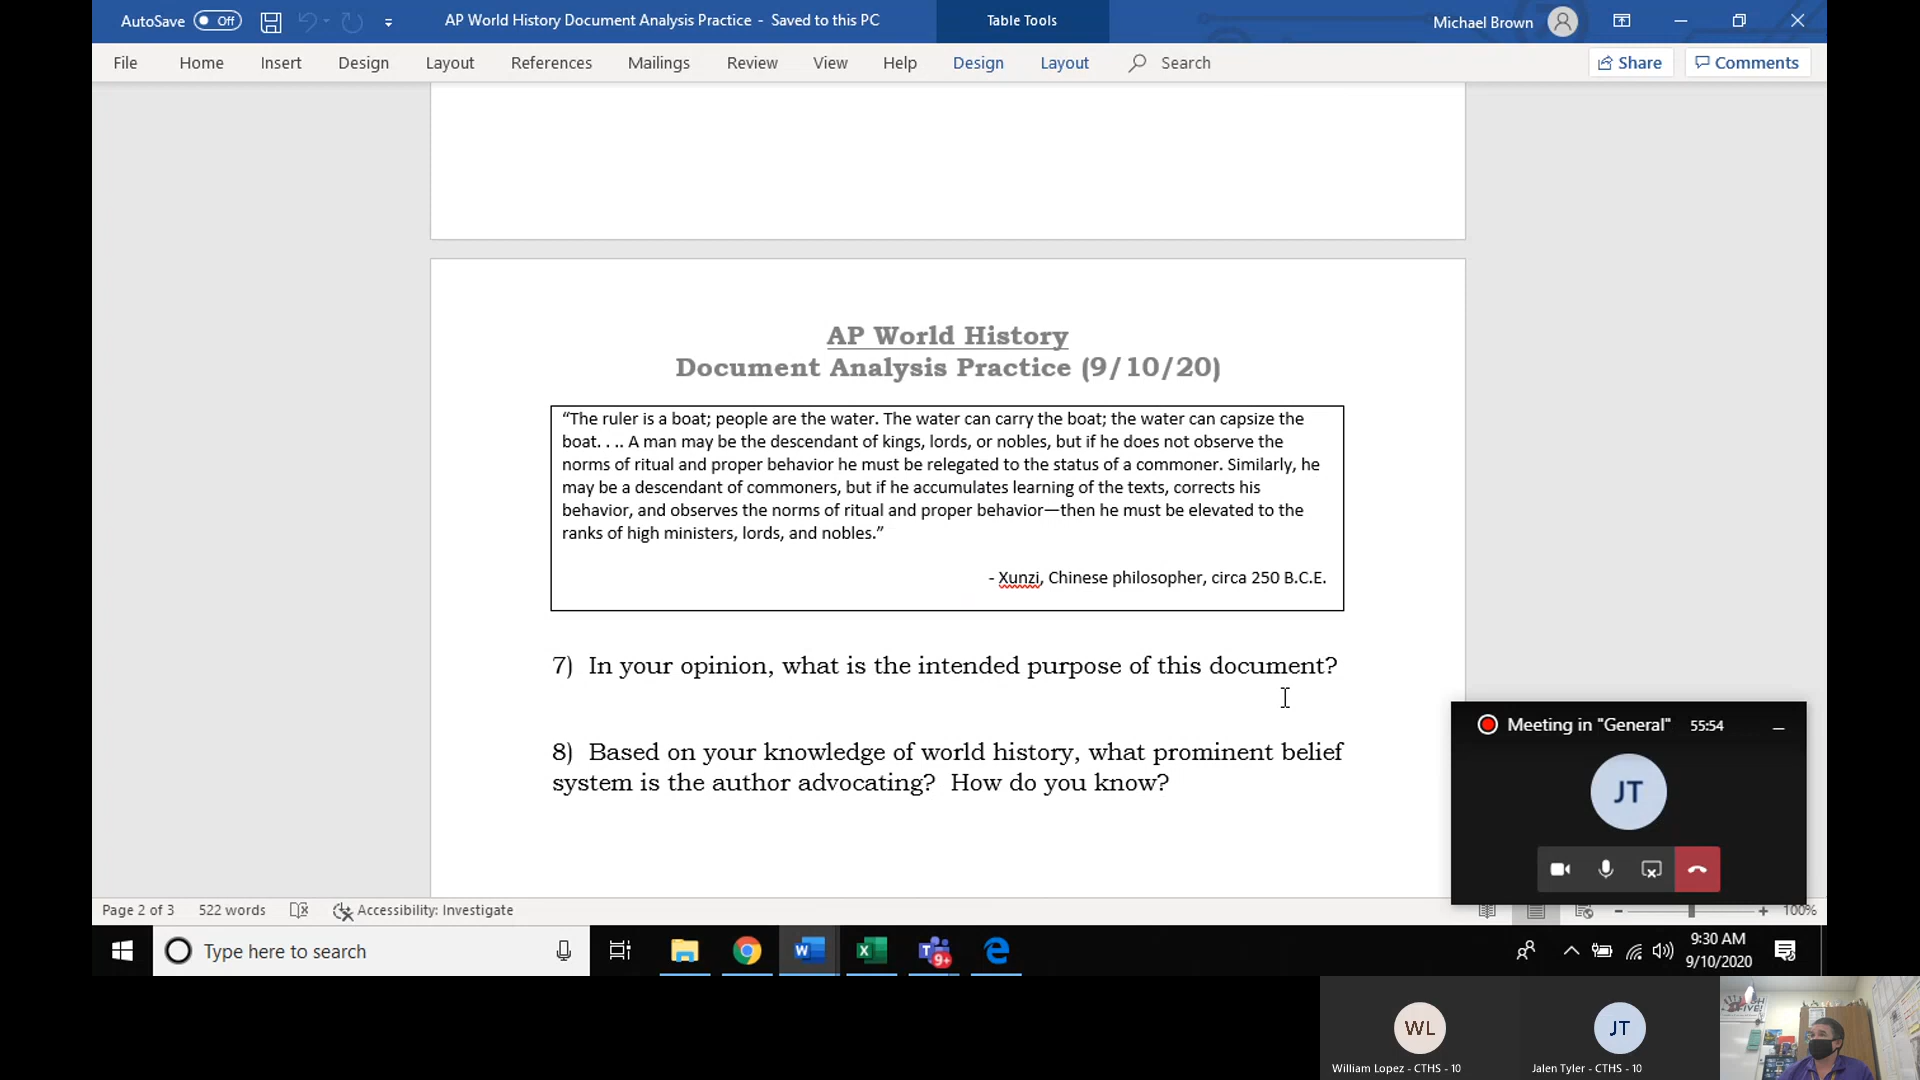 AutoSave Off AP World History Document Analysis Practice - Saved to this PC Table Tools Michael Brown
File Home Insert Design Layout References Mailings Review View Help Design Layout Search Share Comments
AP World History
Document Analysis Practice (9/10/20)
“The ruler is a boat; people are the water. The water can carry the boat; the water can capsize the
boat. . .. A man may be the descendant of kings, lords, or nobles, but if he does not observe the
norms of ritual and proper behavior he must be relegated to the status of a commoner. Similarly, he
may be a descendant of commoners, but if he accumulates learning of the texts, corrects his
behavior, and observes the norms of ritual and proper behavior—then he must be elevated to the
ranks of high ministers, lords, and nobles.”
- Xunzi, Chinese philosopher, circa 250 B.C.E.
7) In your opinion, what is the intended purpose of this document?
8) Based on your knowledge of world history, what prominent belief
system is the author advocating? How do you know?
Meeting in "General" 55:54
JT
Page 2 of 3 522 words Accessibility: Investigate 100%
Type here to search 9+ 9:30 AM
9/10/2020
WL JT
William Lopez - CTHS - 10 Jalen Tyler - CTHS - 10